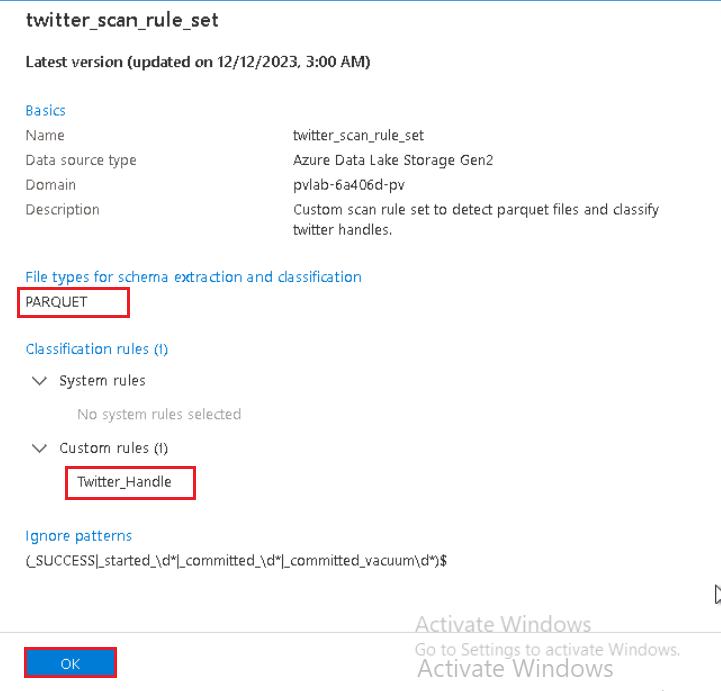 twitter_scan_rule_set
Latest version (updated on 12/12/2023, 3:00 AM)
Basics
Name twitter_scan_rule_set
Data source type Azure Data Lake Storage Gen2
Domain pvlab-6a406d-pv
Description Custom scan rule set to detect parquet files and classify
twitter handles.
File types for schema extraction and classification
PARQUET
Classification rules (1)
System rules
No system rules selected
Custom rules (1)
Twitter_Handle
Ignore patterns
(_SUCCESS|_started_\d*|_committed_\d*|_committed_vacuum\d*)$
Activate Windows
Go to Settings to activate Windows.
Activate Windows
OK